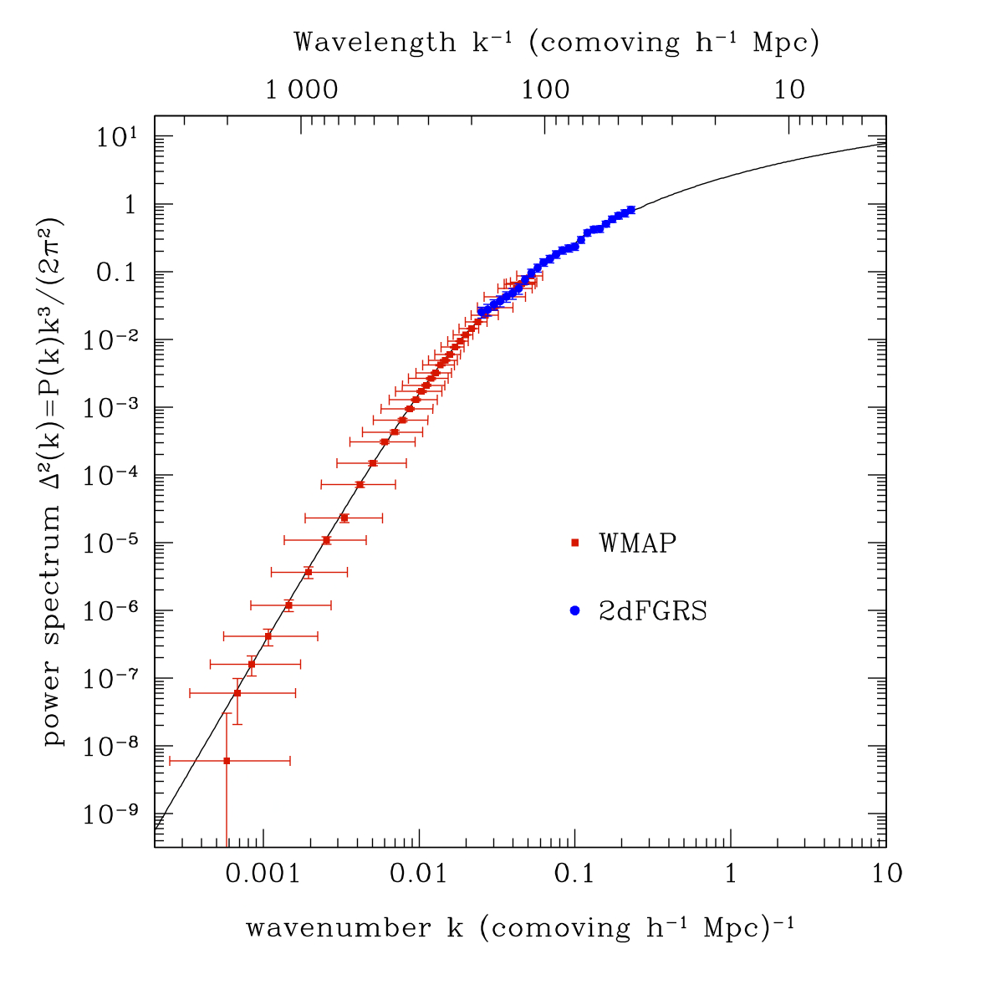 Wavelength k⁻¹ (comoving h⁻¹ Mpc)
1 000 100 10
power spectrum Δ²(k)=P(k)k³/(2π²)
10¹
1
0.1
10⁻²
10⁻³
10⁻⁴
10⁻⁵
10⁻⁶
10⁻⁷
10⁻⁸
10⁻⁹
WMAP
2dFGRS
0.001 0.01 0.1 1 10
wavenumber k (comoving h⁻¹ Mpc)⁻¹